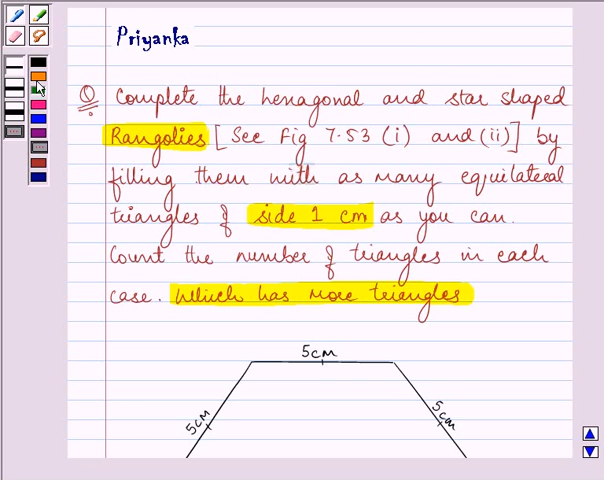 Priyanka
Q Complete the hexagonal and star shaped
Rangolies [See Fig 7.53 (i) and (ii)] by
filling them with as many equilateral
triangles of side 1 cm as you can.
Count the number of triangles in each
case. Which has more triangles
5cm
5cm
5cm